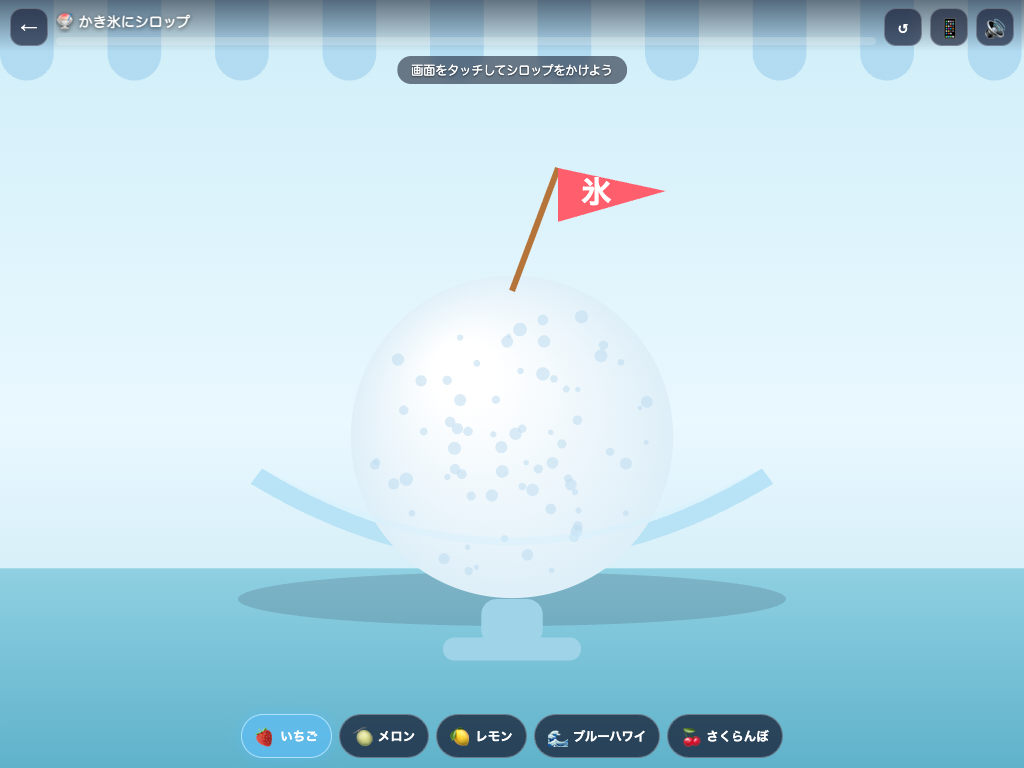 かき氷にシロップ
画面をタッチしてシロップをかけよう
氷
いちご
メロン
レモン
ブルーハワイ
さくらんぼ